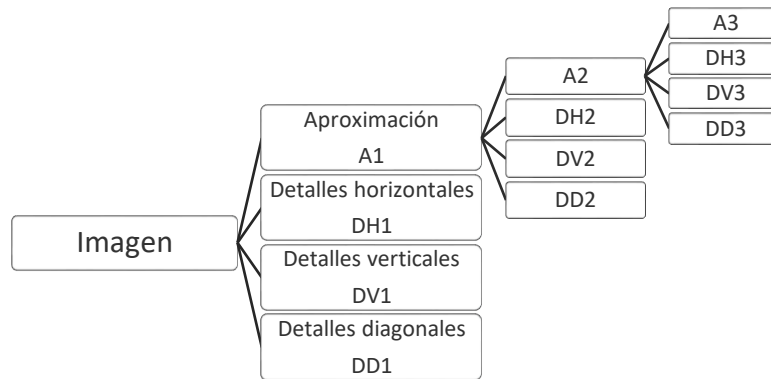 Imagen
Aproximación
A1
Detalles horizontales
DH1
Detalles verticales
DV1
Detalles diagonales
DD1
A2
DH2
DV2
DD2
A3
DH3
DV3
DD3